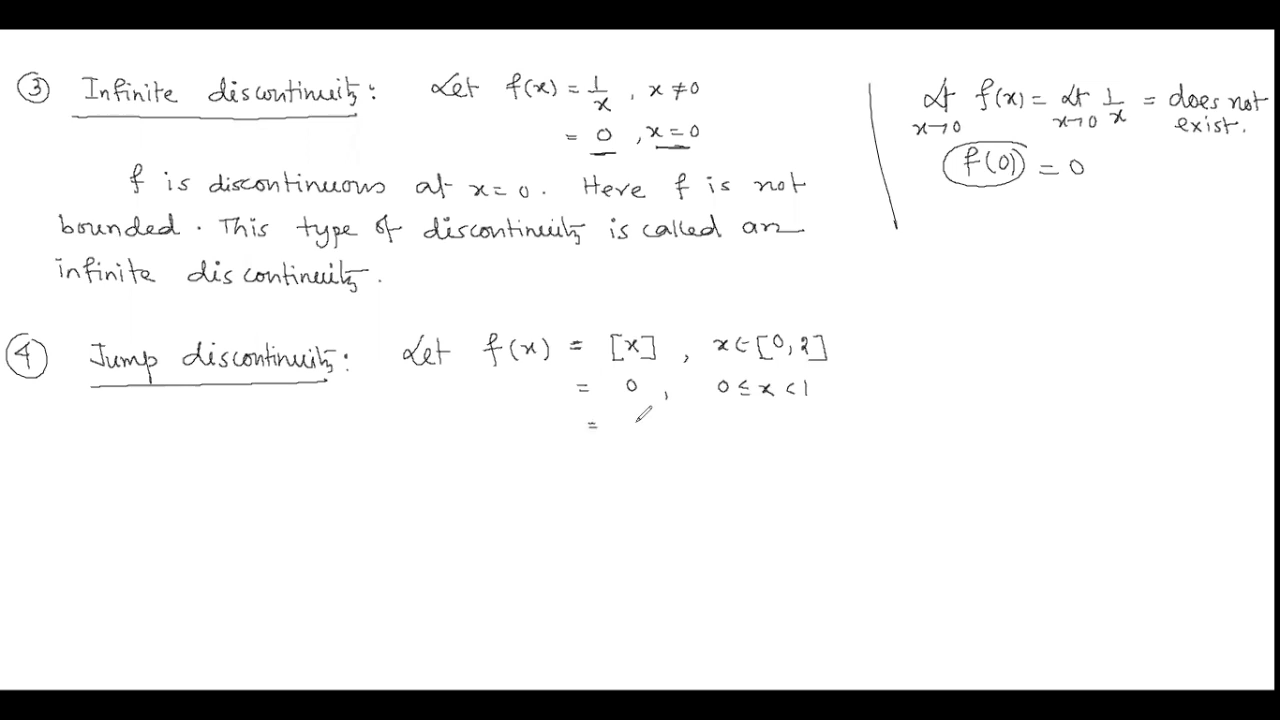 ③ Infinite discontinuity: Let f(x) = 1/x, x ≠ 0
= 0, x = 0
f is discontinuous at x = 0. Here f is not
bounded. This type of discontinuity is called an
infinite discontinuity.
Lt x→0 f(x) = Lt x→0 1/x = does not
exist.
f(0) = 0
④ Jump discontinuity: Let f(x) = [x], x ∈ [0, 2]
= 0, 0 ≤ x < 1
=